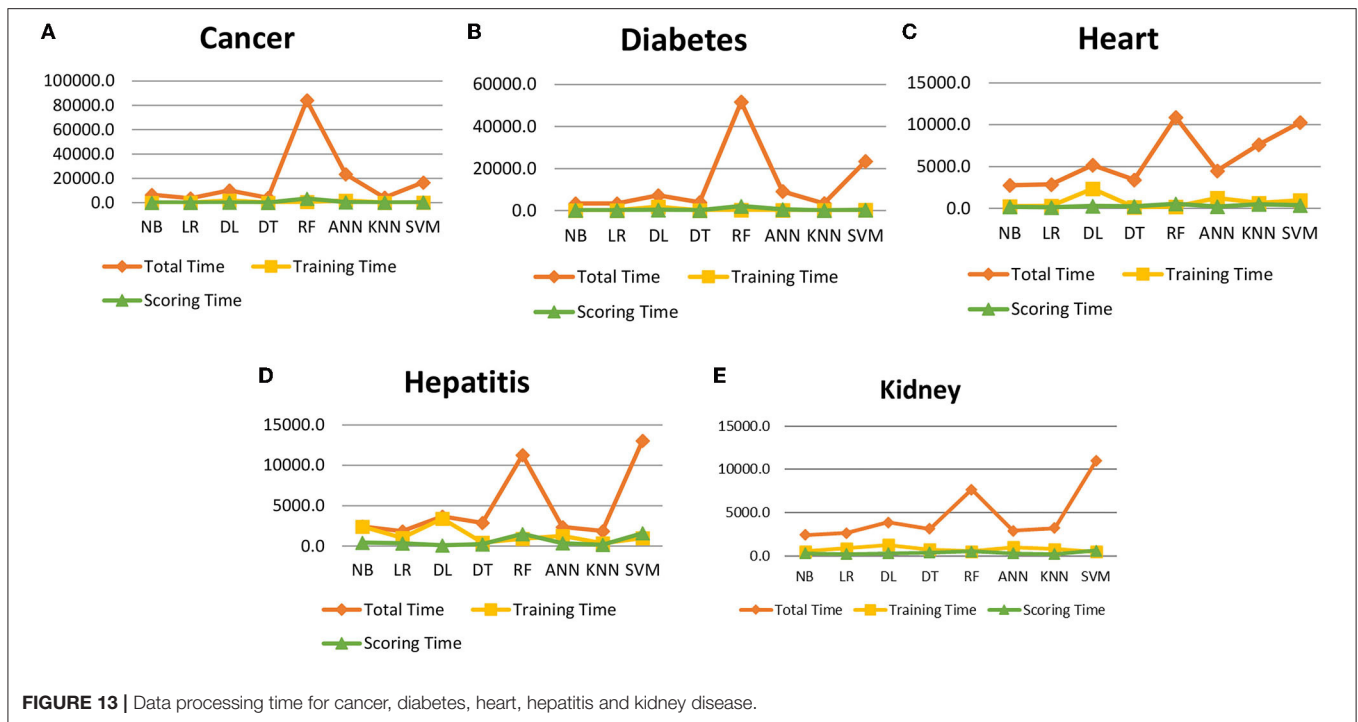 A
Cancer
100000.0
80000.0
60000.0
40000.0
20000.0
0.0
NB LR DL DT RF ANN KNN SVM
Total Time Training Time
Scoring Time
B
Diabetes
60000.0
40000.0
20000.0
0.0
NB LR DL DT RF ANN KNN SVM
Total Time Training Time
Scoring Time
C
Heart
15000.0
10000.0
5000.0
0.0
NB LR DL DT RF ANN KNN SVM
Total Time Training Time
Scoring Time
D
Hepatitis
15000.0
10000.0
5000.0
0.0
NB LR DL DT RF ANN KNN SVM
Total Time Training Time
Scoring Time
E
Kidney
15000.0
10000.0
5000.0
0.0
NB LR DL DT RF ANN KNN SVM
Total Time Training Time Scoring Time
FIGURE 13 | Data processing time for cancer, diabetes, heart, hepatitis and kidney disease.